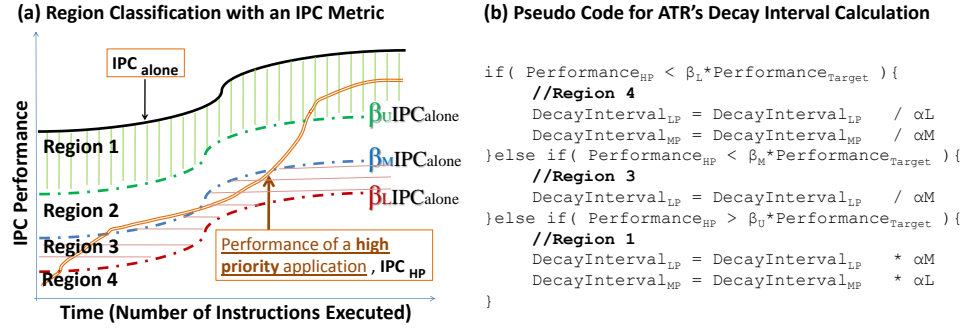 (a) Region Classification with an IPC Metric
IPC Performance
IPC alone
Region 1
Region 2
Region 3
Region 4
βUIPCalone
βMIPCalone
βLIPCalone
Performance of a high
priority application , IPC HP
Time (Number of Instructions Executed)
(b) Pseudo Code for ATR's Decay Interval Calculation
if( PerformanceHP < βL*PerformanceTarget ){
//Region 4
DecayIntervalLP = DecayIntervalLP / αL
DecayIntervalMP = DecayIntervalMP / αM
}else if( PerformanceHP < βM*PerformanceTarget ){
//Region 3
DecayIntervalLP = DecayIntervalLP / αM
}else if( PerformanceHP > βU*PerformanceTarget ){
//Region 1
DecayIntervalLP = DecayIntervalLP * αM
DecayIntervalMP = DecayIntervalMP * αL
}